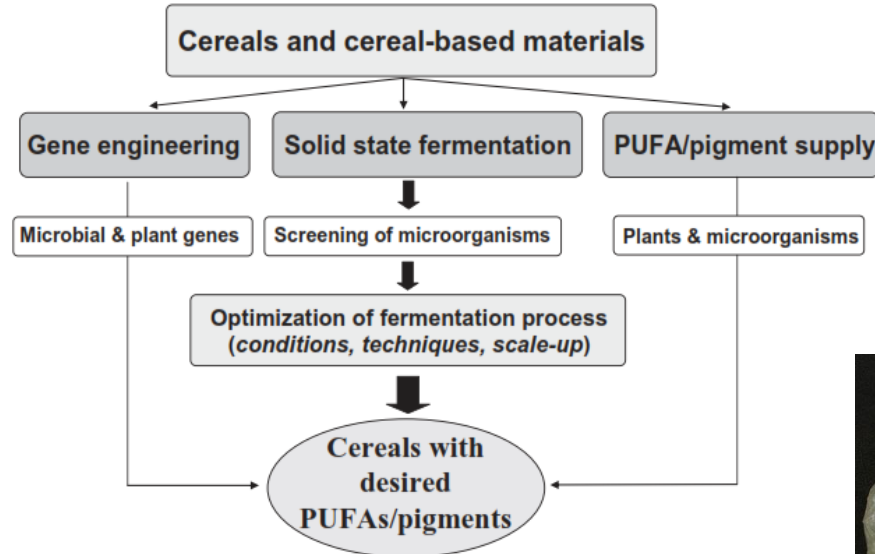 Cereals and cereal-based materials
Gene engineering
Solid state fermentation
PUFA/pigment supply
Microbial & plant genes
Screening of microorganisms
Plants & microorganisms
Optimization of fermentation process
(conditions, techniques, scale-up)
Cereals with
desired
PUFAs/pigments